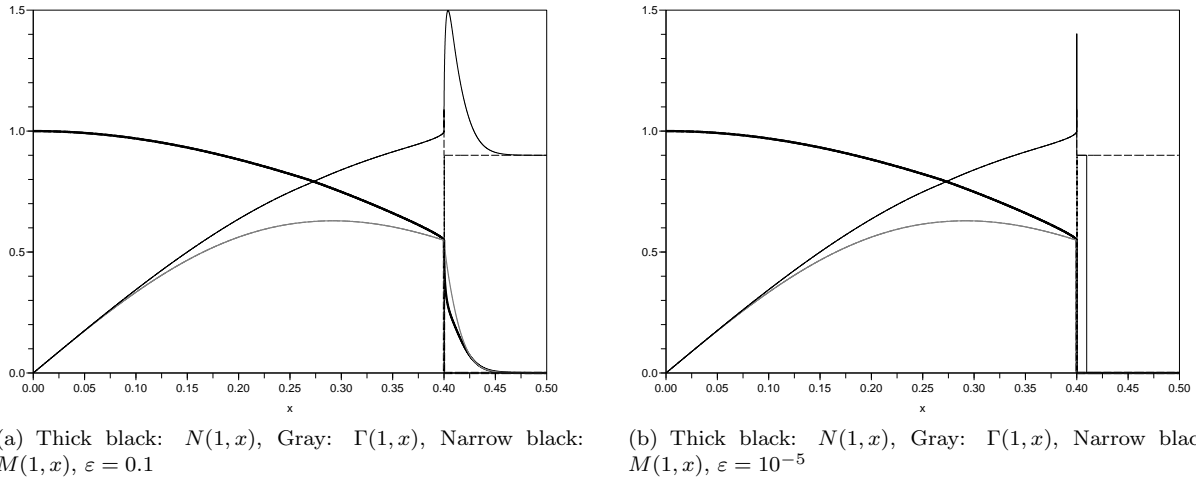 1.5
1.0
0.5
0.0
0.00 0.05 0.10 0.15 0.20 0.25 0.30 0.35 0.40 0.45 0.50
x
a) Thick black: N(1, x), Gray: Γ(1, x), Narrow black:
M(1, x), ε = 0.1
1.5
1.0
0.5
0.0
0.00 0.05 0.10 0.15 0.20 0.25 0.30 0.35 0.40 0.45 0.50
x
(b) Thick black: N(1, x), Gray: Γ(1, x), Narrow blac
M(1, x), ε = 10⁻⁵